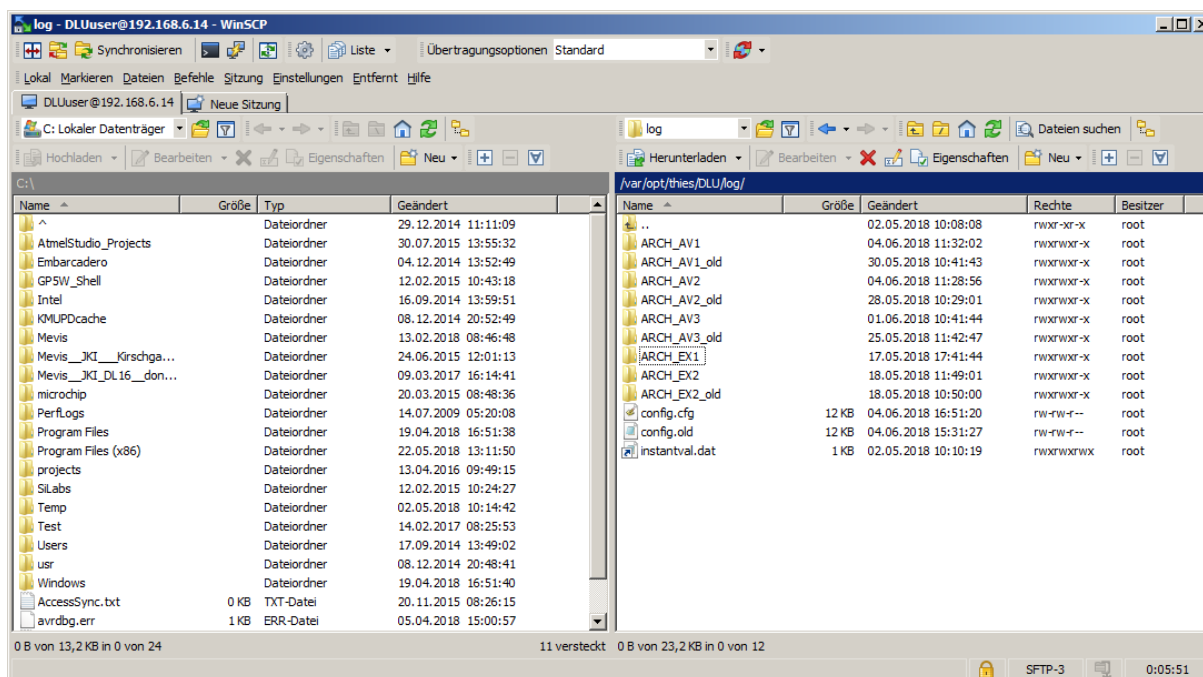 log - DLUuser@192.168.6.14 - WinSCP
Synchronisieren Liste Übertragungsoptionen Standard
Lokal Markieren Dateien Befehle Sitzung Einstellungen Entfernt Hilfe
DLUuser@192.168.6.14 Neue Sitzung
C: Lokaler Datenträger log Dateien suchen
Hochladen Bearbeiten Eigenschaften Neu Herunterladen Bearbeiten Eigenschaften Neu
C:\ /var/opt/thies/DLU/log/
Name Größe Typ Geändert Name Größe Geändert Rechte Besitzer
^ Dateiordner 29.12.2014 11:11:09 .. 02.05.2018 10:08:08 rwxr-xr-x root
AtmelStudio_Projects Dateiordner 30.07.2015 13:55:32 ARCH_AV1 04.06.2018 11:32:02 rwxrwxr-x root
Embarcadero Dateiordner 04.12.2014 13:52:49 ARCH_AV1_old 30.05.2018 10:41:43 rwxrwxr-x root
GP5W_Shell Dateiordner 12.02.2015 10:43:18 ARCH_AV2 04.06.2018 11:28:56 rwxrwxr-x root
Intel Dateiordner 16.09.2014 13:59:51 ARCH_AV2_old 28.05.2018 10:29:01 rwxrwxr-x root
KMUPDcache Dateiordner 08.12.2014 20:52:49 ARCH_AV3 01.06.2018 10:41:44 rwxrwxr-x root
Mevis Dateiordner 13.02.2018 08:46:48 ARCH_AV3_old 25.05.2018 11:42:47 rwxrwxr-x root
Mevis__JKI___Kirschga... Dateiordner 24.06.2015 12:01:13 ARCH_EX1 17.05.2018 17:41:44 rwxrwxr-x root
Mevis__JKI_DL16__don... Dateiordner 09.03.2017 16:14:41 ARCH_EX2 18.05.2018 11:49:01 rwxrwxr-x root
microchip Dateiordner 20.03.2015 08:48:36 ARCH_EX2_old 18.05.2018 10:50:00 rwxrwxr-x root
PerfLogs Dateiordner 14.07.2009 05:20:08 config.cfg 12 KB 04.06.2018 16:51:20 rw-rw-r-- root
Program Files Dateiordner 19.04.2018 16:51:38 config.old 12 KB 04.06.2018 15:31:27 rw-rw-r-- root
Program Files (x86) Dateiordner 22.05.2018 13:11:50 instantval.dat 1 KB 02.05.2018 10:10:19 rwxrwxrwx root
projects Dateiordner 13.04.2016 09:49:15
SiLabs Dateiordner 12.02.2015 10:24:27
Temp Dateiordner 02.05.2018 10:14:42
Test Dateiordner 14.02.2017 08:25:53
Users Dateiordner 17.09.2014 13:49:02
usr Dateiordner 08.12.2014 20:48:41
Windows Dateiordner 19.04.2018 16:51:40
AccessSync.txt 0 KB TXT-Datei 20.11.2015 08:26:15
avrdbg.err 1 KB ERR-Datei 05.04.2018 15:00:57
0 B von 13,2 KB in 0 von 24 11 versteckt 0 B von 23,2 KB in 0 von 12
SFTP-3 0:05:51